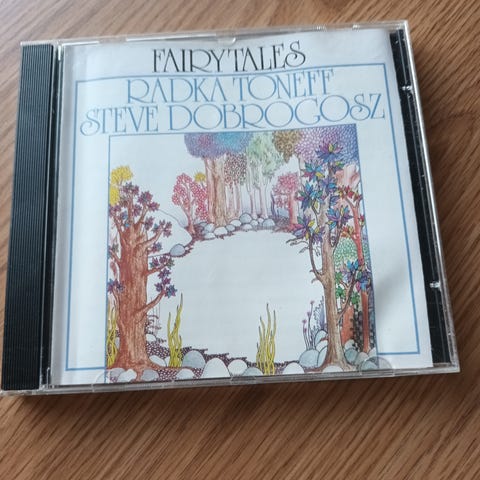 FAIRYTALES
RADKA TONEFF
STEVE DOBROGOSZ